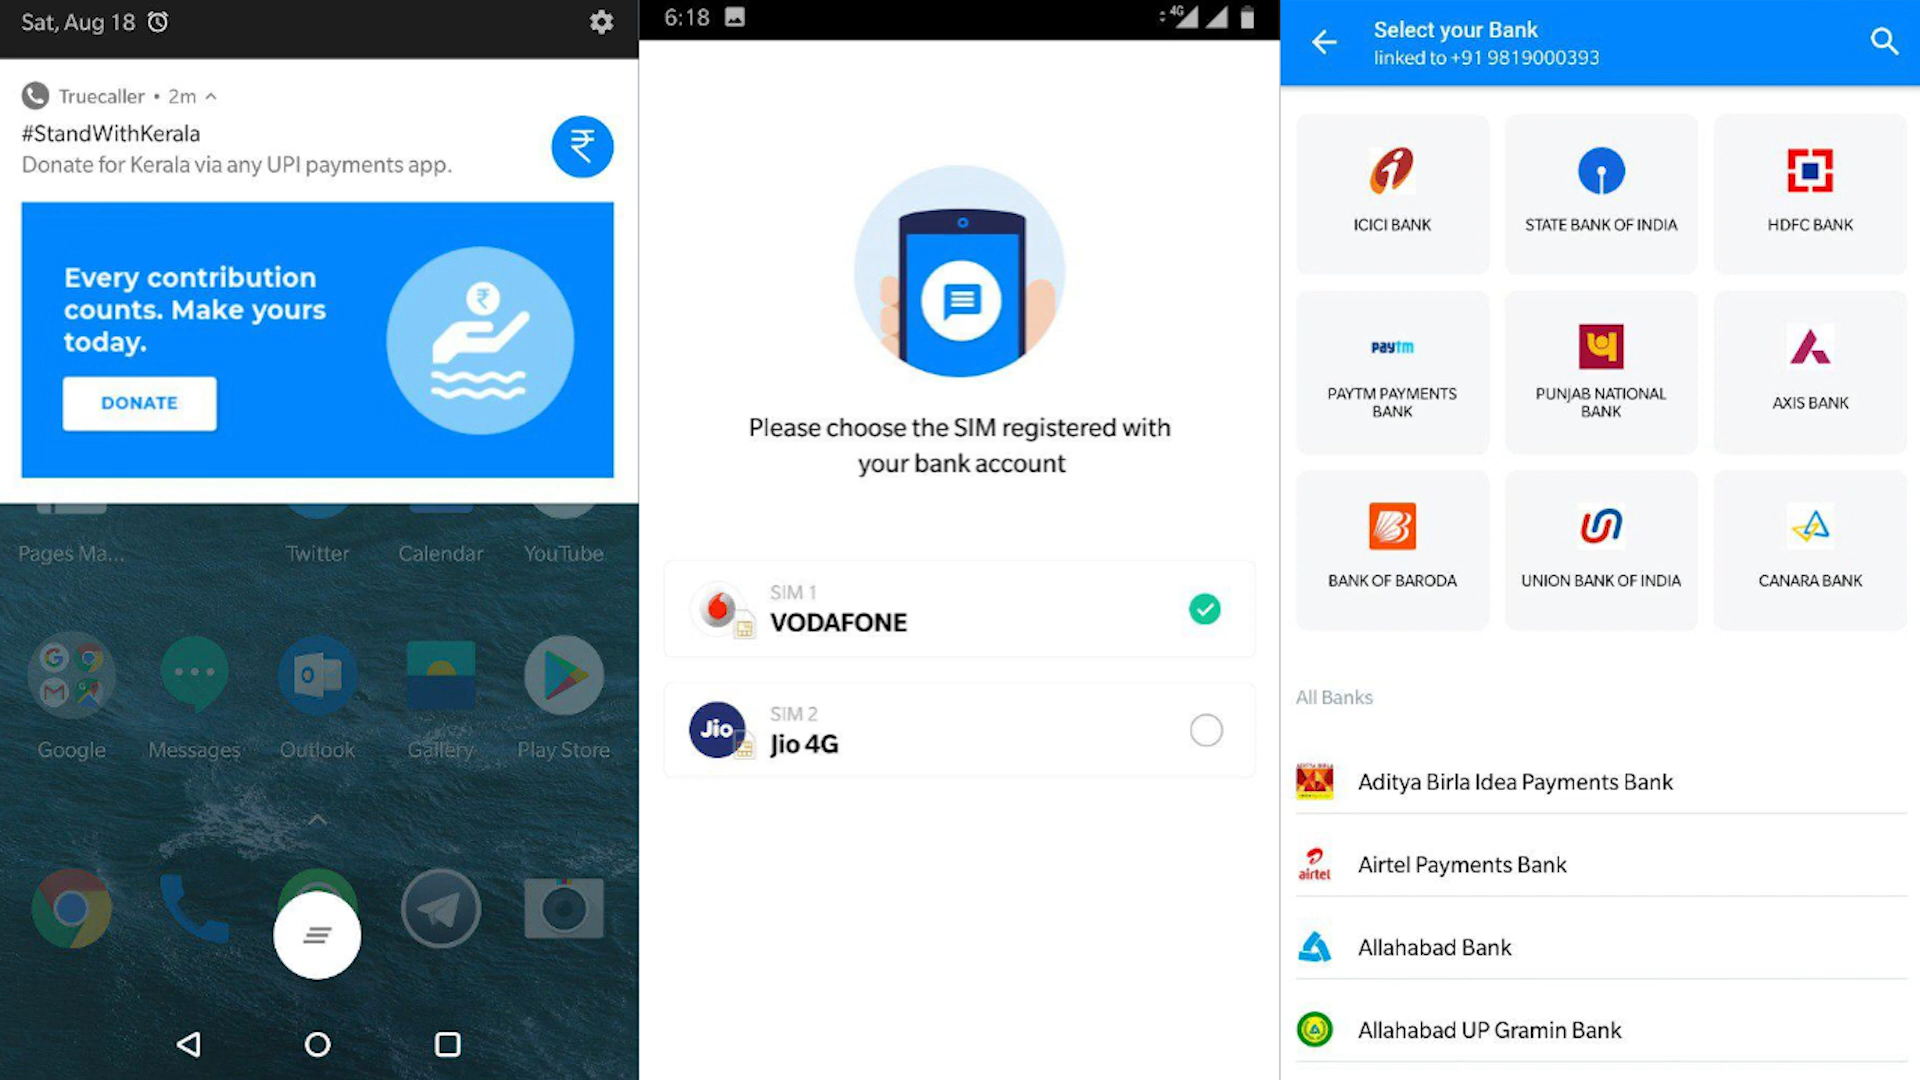 Sat, Aug 18
Truecaller • 2m
#StandWithKerala
Donate for Kerala via any UPI payments app.
₹
Every contribution
counts. Make yours
today.
₹
DONATE
Pages Ma...
Twitter
Calendar
YouTube
Google
Messages
Outlook
Gallery
Play Store
6:18
4G
Please choose the SIM registered with
your bank account
SIM 1
VODAFONE
Jio
SIM 2
Jio 4G
Select your Bank
linked to +91 9819000393
ICICI BANK
STATE BANK OF INDIA
HDFC BANK
paytm
PAYTM PAYMENTS
BANK
PUNJAB NATIONAL
BANK
AXIS BANK
BANK OF BARODA
UNION BANK OF INDIA
CANARA BANK
All Banks
ADITYA BIRLA
Aditya Birla Idea Payments Bank
airtel
Airtel Payments Bank
Allahabad Bank
Allahabad UP Gramin Bank